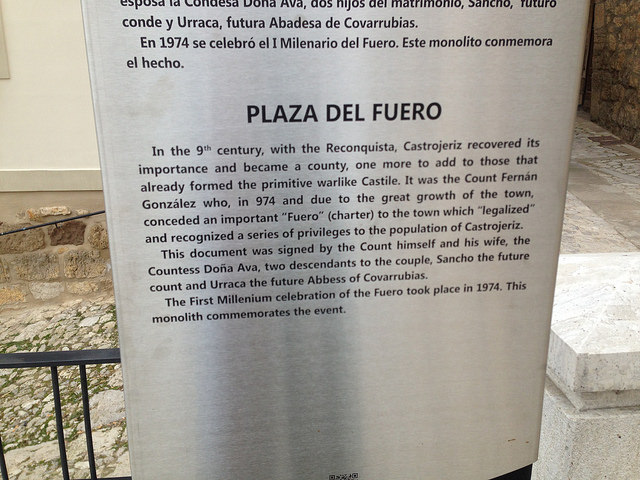 esposa la Condesa Doña Ava, dos hijos del matrimonio, Sancho, futuro
conde y Urraca, futura Abadesa de Covarrubias.
En 1974 se celebró el I Milenario del Fuero. Este monolito conmemora
el hecho.
PLAZA DEL FUERO
In the 9th century, with the Reconquista, Castrojeriz recovered its
importance and became a county, one more to add to those that
already formed the primitive warlike Castile. It was the Count Fernán
González who, in 974 and due to the great growth of the town,
conceded an important "Fuero" (charter) to the town which "legalized"
and recognized a series of privileges to the population of Castrojeriz.
This document was signed by the Count himself and his wife, the
Countess Doña Ava, two descendants to the couple, Sancho the future
count and Urraca the future Abbess of Covarrubias.
The First Millenium celebration of the Fuero took place in 1974. This
monolith commemorates the event.